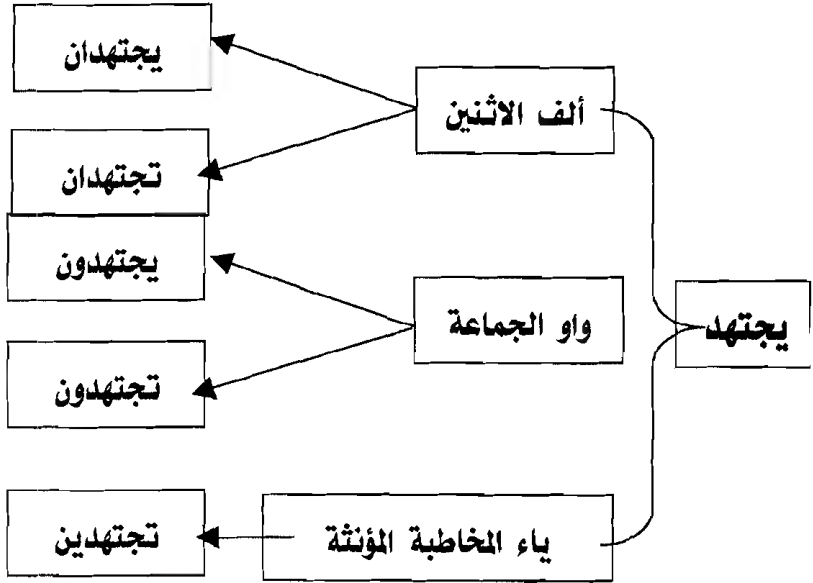 يجتهد
ألف الاثنين
يجتهدان
تجتهدان
واو الجماعة
يجتهدون
تجتهدون
ياء المخاطبة المؤنثة
تجتهدين